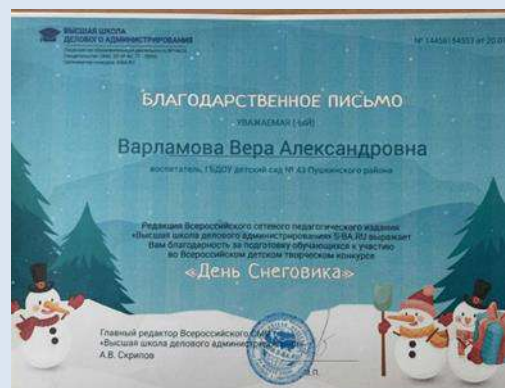 ВЫСШАЯ ШКОЛА
ДЕЛОВОГО АДМИНИСТРИРОВАНИЯ
БЛАГОДАРСТВЕННОЕ ПИСЬМО
УВАЖАЕМАЯ (-ЫЙ)
Варламова Вера Александровна
воспитатель, ГБДОУ детский сад № 43 Пушкинского района
Редакция Всероссийского сетевого педагогического издания
«Высшая школа делового администрирования» S-BA.RU выражает
Вам благодарность за подготовку обучающихся к участию
во Всероссийском детском творческом конкурсе
«День Снеговика»
Главный редактор Всероссийского СМИ
«Высшая школа делового
А.В. Скрипов